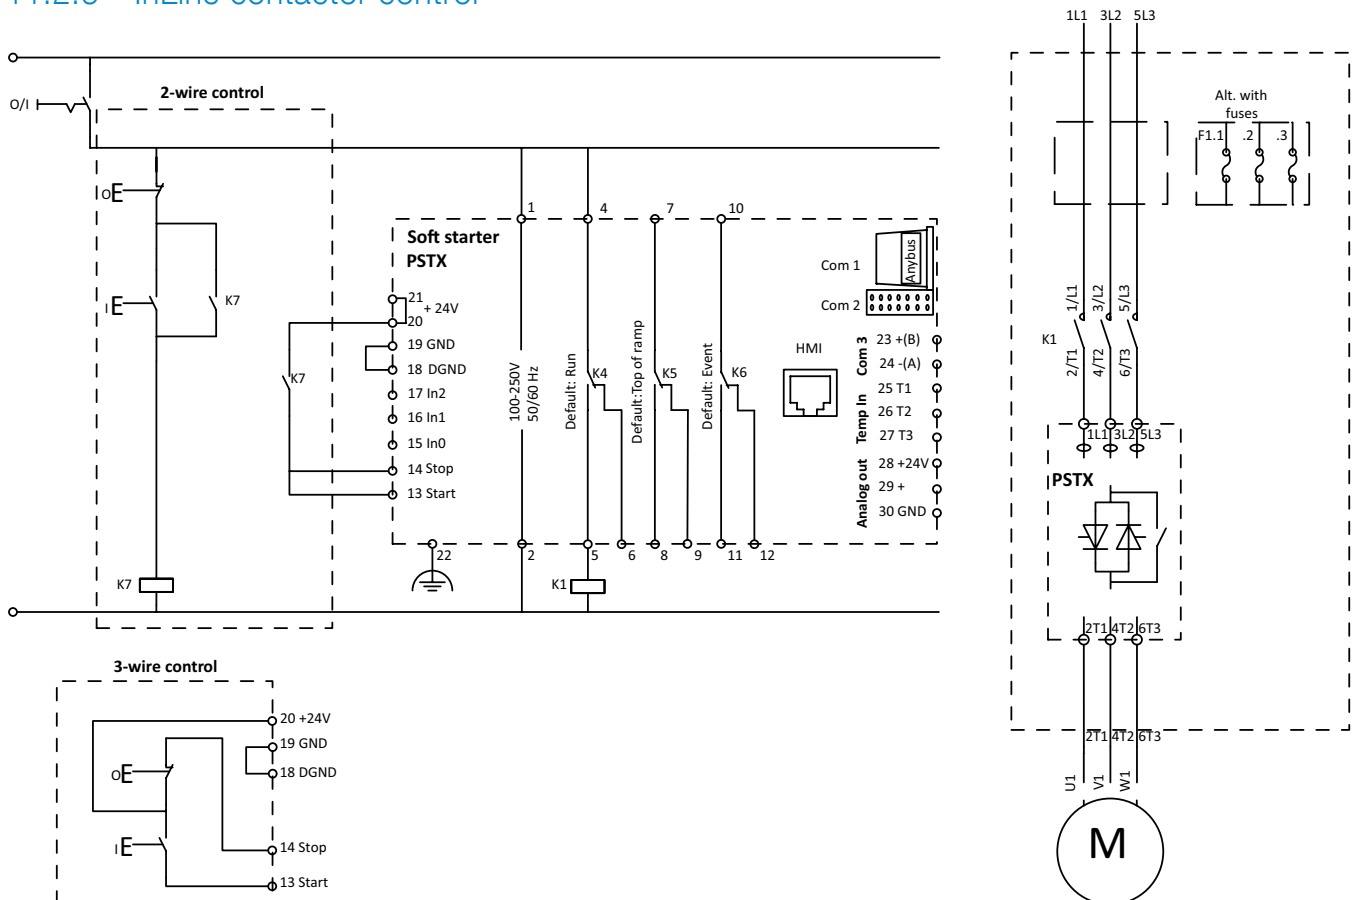 11.2.3 InLine contactor control
O/I
2-wire control
O
I
K7
K7
K7
1
4
7
10
Soft starter
PSTX
21
+ 24V
20
19 GND
18 DGND
17 In2
16 In1
15 In0
14 Stop
13 Start
22
100-250V
50/60 Hz
2
Default: Run
K4
5
6
K1
Default:Top of ramp
K5
8
9
Default: Event
K6
11
12
HMI
Com 1
Anybus
Com 2
Com 3
23 +(B)
24 -(A)
Temp In
25 T1
26 T2
27 T3
Analog out
28 +24V
29 +
30 GND
3-wire control
20 +24V
19 GND
18 DGND
O
I
14 Stop
13 Start
1L1 3L2 5L3
Alt. with
fuses
F1.1 .2 .3
K1
1/L1 3/L2 5/L3
2/T1 4/T2 6/T3
1L1 3L2 5L3
PSTX
2T1 4T2 6T3
2T1 4T2 6T3
U1 V1 W1
M